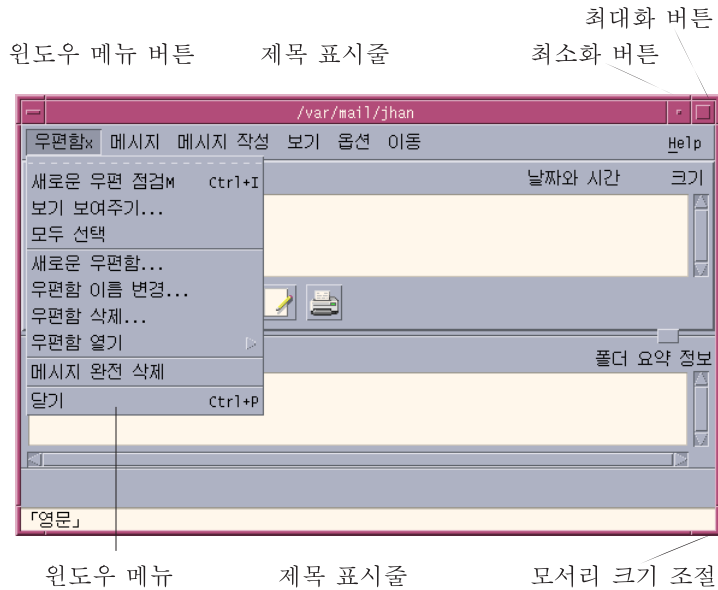 최대화 버튼
윈도우 메뉴 버튼 제목 표시줄 최소화 버튼
/var/mail/jhan
우편함x 메시지 메시지 작성 보기 옵션 이동 Help
새로운 우편 점검M Ctrl+I
날짜와 시간 크기
보기 보여주기...
모두 선택
새로운 우편함...
우편함 이름 변경...
우편함 삭제...
우편함 열기
폴더 요약 정보
메시지 완전 삭제
닫기 Ctrl+P
「영문」
윈도우 메뉴 제목 표시줄 모서리 크기 조절